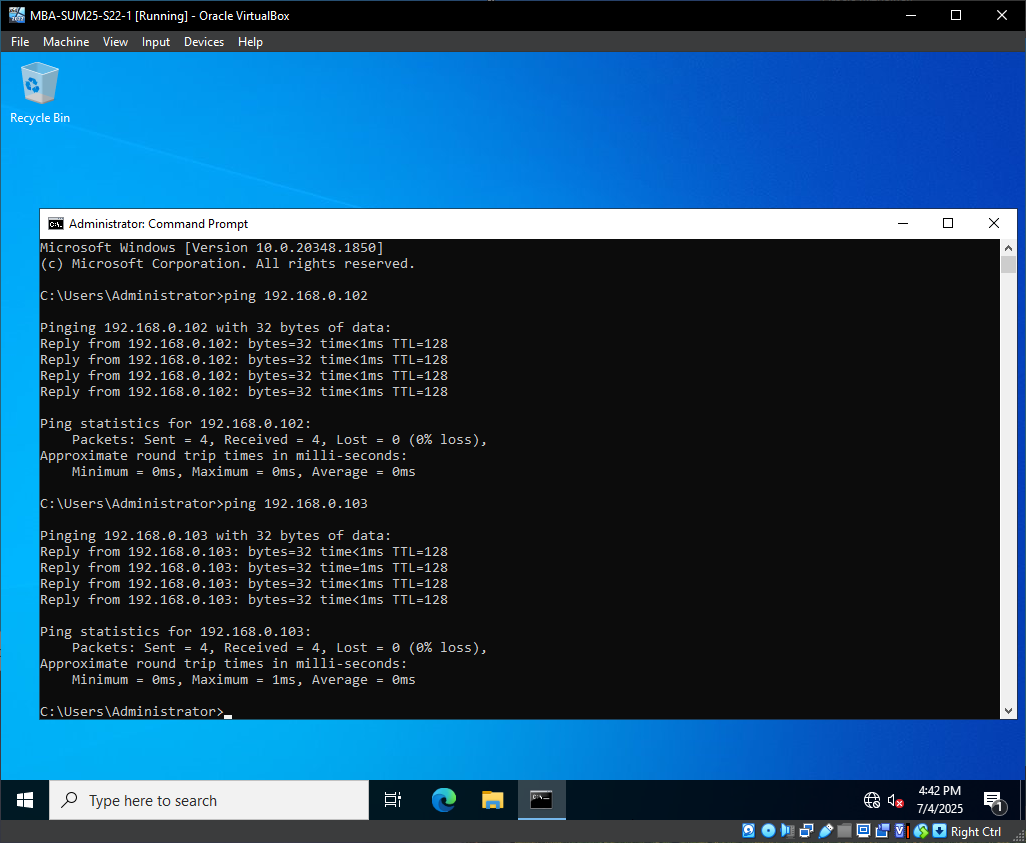 MBA-SUM25-S22-1 [Running] - Oracle VirtualBox
File Machine View Input Devices Help
Recycle Bin
Administrator: Command Prompt
Microsoft Windows [Version 10.0.20348.1850]
(c) Microsoft Corporation. All rights reserved.
C:\Users\Administrator>ping 192.168.0.102
Pinging 192.168.0.102 with 32 bytes of data:
Reply from 192.168.0.102: bytes=32 time<1ms TTL=128
Reply from 192.168.0.102: bytes=32 time<1ms TTL=128
Reply from 192.168.0.102: bytes=32 time<1ms TTL=128
Reply from 192.168.0.102: bytes=32 time<1ms TTL=128
Ping statistics for 192.168.0.102:
    Packets: Sent = 4, Received = 4, Lost = 0 (0% loss),
Approximate round trip times in milli-seconds:
    Minimum = 0ms, Maximum = 0ms, Average = 0ms
C:\Users\Administrator>ping 192.168.0.103
Pinging 192.168.0.103 with 32 bytes of data:
Reply from 192.168.0.103: bytes=32 time<1ms TTL=128
Reply from 192.168.0.103: bytes=32 time=1ms TTL=128
Reply from 192.168.0.103: bytes=32 time<1ms TTL=128
Reply from 192.168.0.103: bytes=32 time<1ms TTL=128
Ping statistics for 192.168.0.103:
    Packets: Sent = 4, Received = 4, Lost = 0 (0% loss),
Approximate round trip times in milli-seconds:
    Minimum = 0ms, Maximum = 1ms, Average = 0ms
C:\Users\Administrator>
Type here to search
4:42 PM
7/4/2025
1
Right Ctrl